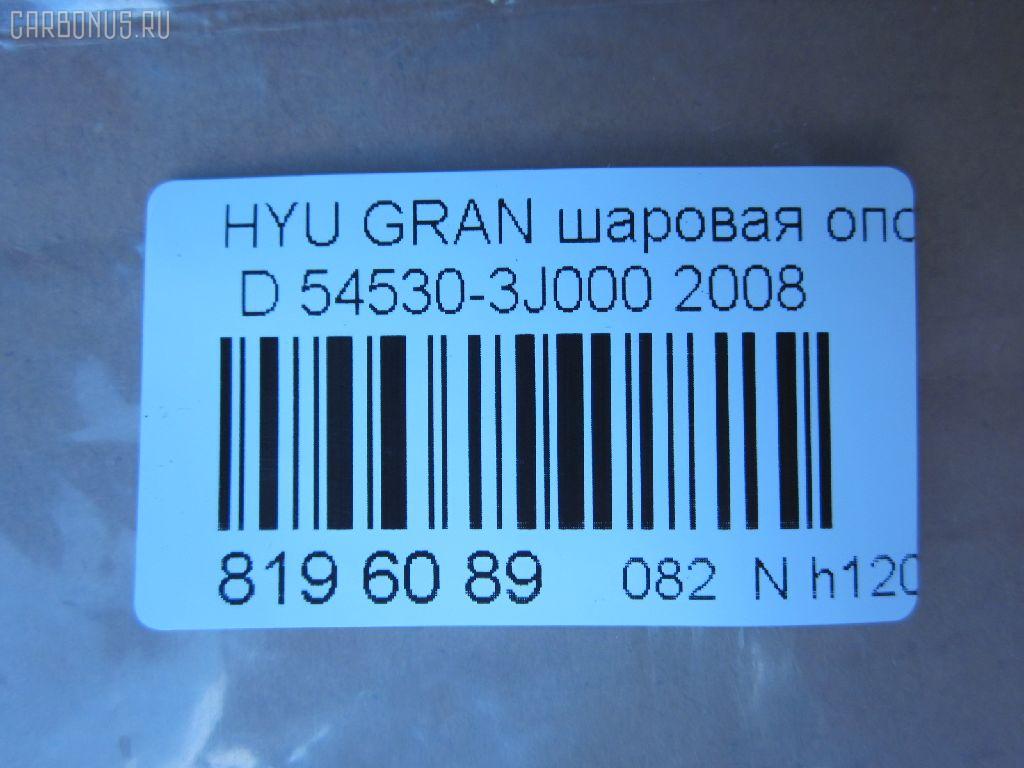 CARBONUS.RU
HYU GRAN шаровая опо
D 54530-3J000 2008
819 60 89 082 N h120